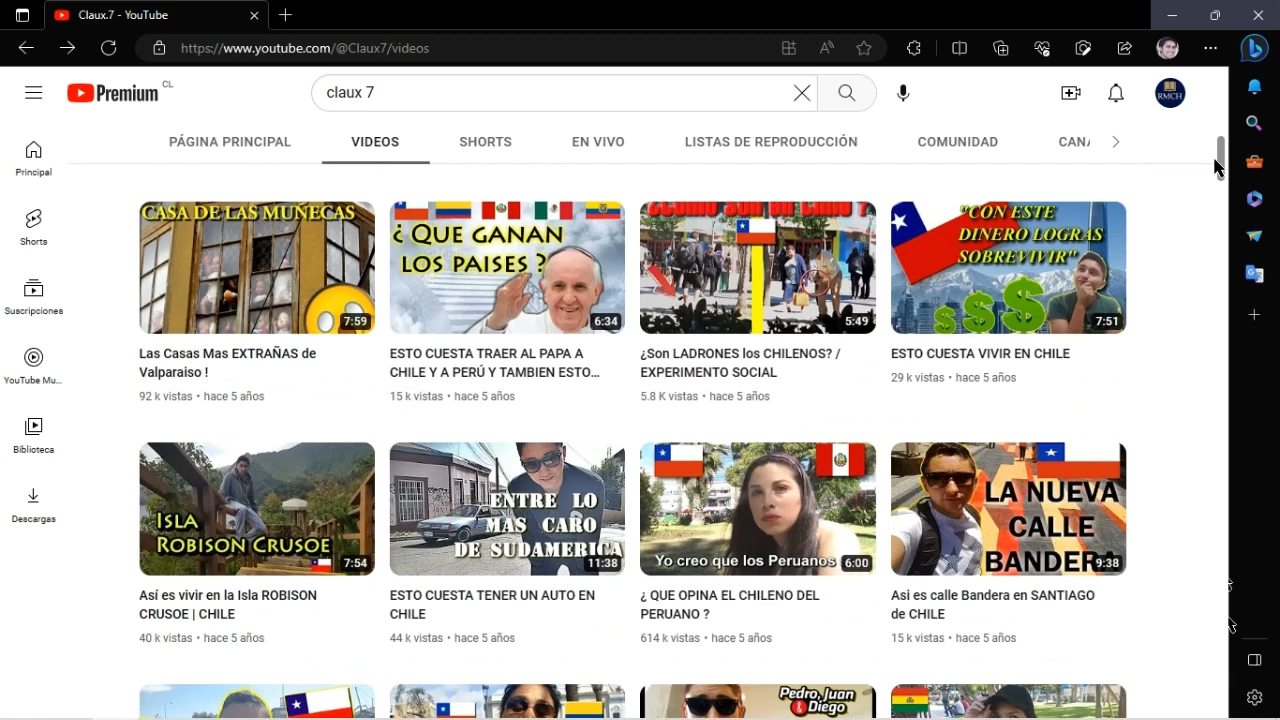 Claux.7 - YouTube
https://www.youtube.com/@Claux7/videos
Premium CL
claux 7
RMCH
PÁGINA PRINCIPAL
VIDEOS
SHORTS
EN VIVO
LISTAS DE REPRODUCCIÓN
COMUNIDAD
CANA
Principal
Shorts
Suscripciones
YouTube Mu...
Biblioteca
Descargas
CASA DE LAS MUÑECAS
7:59
Las Casas Mas EXTRAÑAS de
Valparaiso !
92 k vistas • hace 5 años
¿ QUE GANAN
LOS PAISES ?
6:34
ESTO CUESTA TRAER AL PAPA A
CHILE Y A PERÚ Y TAMBIEN ESTO...
15 k vistas • hace 5 años
¿COMO SON UN CHILE ?
5:49
¿Son LADRONES los CHILENOS? /
EXPERIMENTO SOCIAL
5.8 K vistas • hace 5 años
"CON ESTE
DINERO LOGRAS
SOBREVIVIR"
$$$
7:51
ESTO CUESTA VIVIR EN CHILE
29 k vistas • hace 5 años
ISLA
ROBISON CRUSOE
7:54
Así es vivir en la Isla ROBISON
CRUSOE | CHILE
40 k vistas • hace 5 años
ENTRE LO
MAS CARO
DE SUDAMERICA
11:38
ESTO CUESTA TENER UN AUTO EN
CHILE
44 k vistas • hace 5 años
Yo creo que los Peruanos
6:00
¿ QUE OPINA EL CHILENO DEL
PERUANO ?
614 k vistas • hace 5 años
LA NUEVA
CALLE
BANDERA
9:38
Asi es calle Bandera en SANTIAGO
de CHILE
15 k vistas • hace 5 años
Pedro, Juan
& Diego